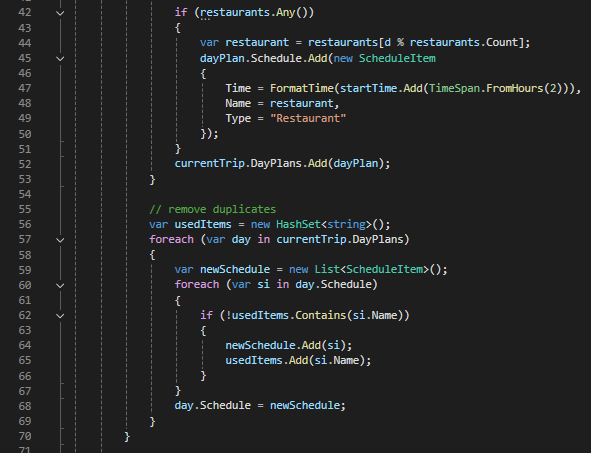 42 if (restaurants.Any())
43 {
44 var restaurant = restaurants[d % restaurants.Count];
45 dayPlan.Schedule.Add(new ScheduleItem
46 {
47 Time = FormatTime(startTime.Add(TimeSpan.FromHours(2))),
48 Name = restaurant,
49 Type = "Restaurant"
50 });
51 }
52 currentTrip.DayPlans.Add(dayPlan);
53 }
54
55 // remove duplicates
56 var usedItems = new HashSet<string>();
57 foreach (var day in currentTrip.DayPlans)
58 {
59 var newSchedule = new List<ScheduleItem>();
60 foreach (var si in day.Schedule)
61 {
62 if (!usedItems.Contains(si.Name))
63 {
64 newSchedule.Add(si);
65 usedItems.Add(si.Name);
66 }
67 }
68 day.Schedule = newSchedule;
69 }
70 }
71